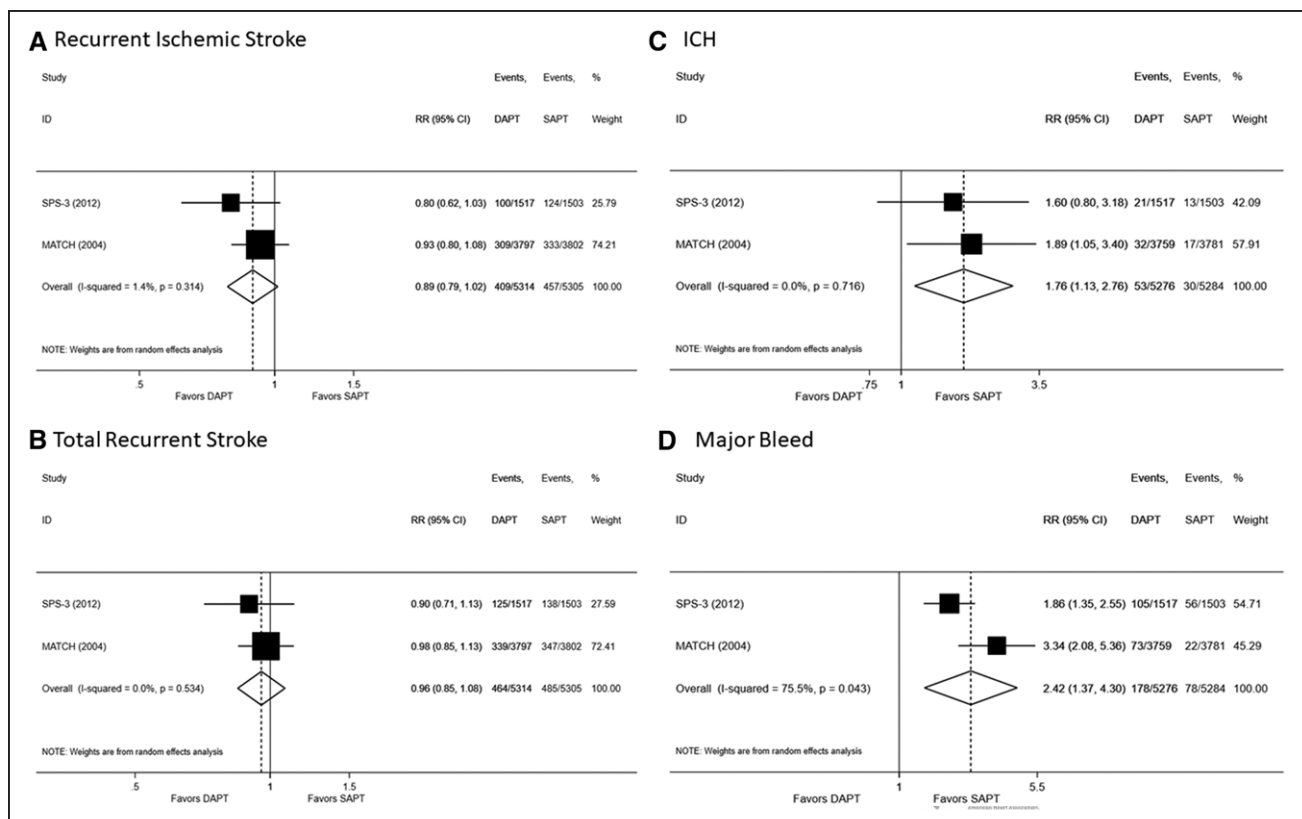 A Recurrent Ischemic Stroke
Study Events, Events, %
ID RR (95% CI) DAPT SAPT Weight
SPS-3 (2012) 0.80 (0.62, 1.03) 100/1517 124/1503 25.79
MATCH (2004) 0.93 (0.80, 1.08) 309/3797 333/3802 74.21
Overall (I-squared = 1.4%, p = 0.314) 0.89 (0.79, 1.02) 409/5314 457/5305 100.00
NOTE: Weights are from random effects analysis
.5 1 1.5
Favors DAPT Favors SAPT
B Total Recurrent Stroke
Study Events, Events, %
ID RR (95% CI) DAPT SAPT Weight
SPS-3 (2012) 0.90 (0.71, 1.13) 125/1517 138/1503 27.59
MATCH (2004) 0.98 (0.85, 1.13) 339/3797 347/3802 72.41
Overall (I-squared = 0.0%, p = 0.534) 0.96 (0.85, 1.08) 464/5314 485/5305 100.00
NOTE: Weights are from random effects analysis
.5 1 1.5
Favors DAPT Favors SAPT
C ICH
Study Events, Events, %
ID RR (95% CI) DAPT SAPT Weight
SPS-3 (2012) 1.60 (0.80, 3.18) 21/1517 13/1503 42.09
MATCH (2004) 1.89 (1.05, 3.40) 32/3759 17/3781 57.91
Overall (I-squared = 0.0%, p = 0.716) 1.76 (1.13, 2.76) 53/5276 30/5284 100.00
NOTE: Weights are from random effects analysis
.75 1 3.5
Favors DAPT Favors SAPT
D Major Bleed
Study Events, Events, %
ID RR (95% CI) DAPT SAPT Weight
SPS-3 (2012) 1.86 (1.35, 2.55) 105/1517 56/1503 54.71
MATCH (2004) 3.34 (2.08, 5.36) 73/3759 22/3781 45.29
Overall (I-squared = 75.5%, p = 0.043) 2.42 (1.37, 4.30) 178/5276 78/5284 100.00
NOTE: Weights are from random effects analysis
1 5.5
Favors DAPT Favors SAPT